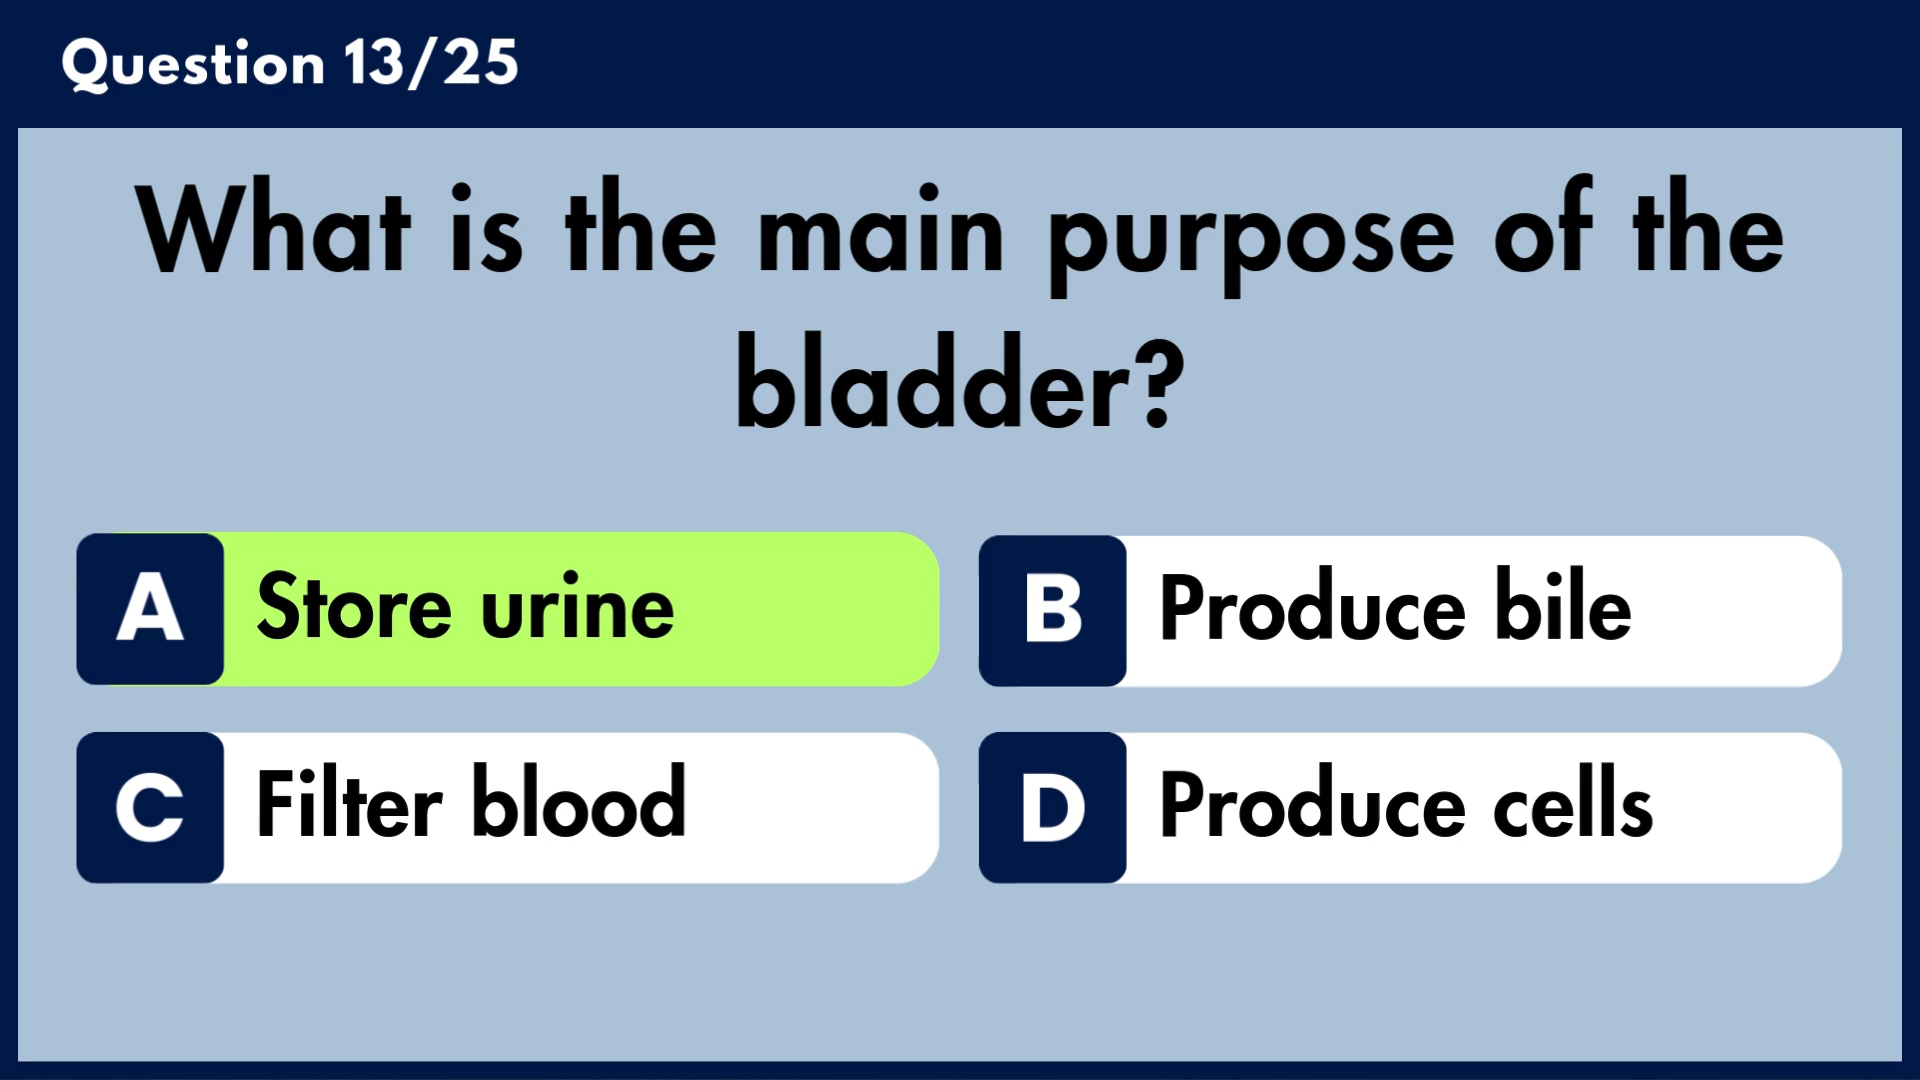 Question 13/25
What is the main purpose of the
bladder?
A Store urine
B Produce bile
C Filter blood
D Produce cells